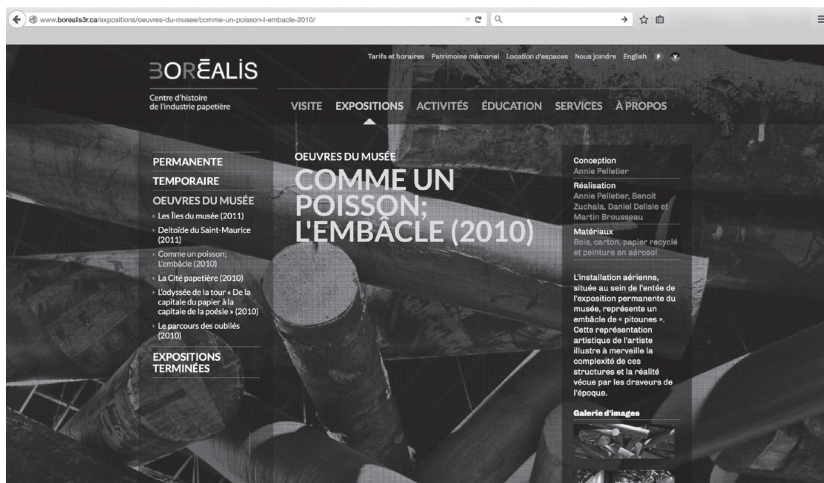 www.borealis3r.ca/expositions/oeuvres-du-musee/comme-un-poisson-l-embacle-2010/
Tarifs et horaires Patrimoine mémoriel Location d'espaces Nous joindre English
BORĒALIS
Centre d'histoire
de l'industrie papetière
VISITE EXPOSITIONS ACTIVITÉS ÉDUCATION SERVICES À PROPOS
PERMANENTE
TEMPORAIRE
OEUVRES DU MUSÉE
Les Îles du musée (2011)
Deltoïde du Saint-Maurice
(2011)
Comme un poisson;
L'embâcle (2010)
La Cité papetière (2010)
L'odyssée de la tour « De la
capitale du papier à la
capitale de la poésie » (2010)
Le parcours des oubliés
(2010)
EXPOSITIONS
TERMINÉES
OEUVRES DU MUSÉE
COMME UN
POISSON;
L'EMBÂCLE (2010)
Conception
Annie Pelletier
Réalisation
Annie Pelletier, Benoit
Zuchala, Daniel Delisle et
Martin Brousseau
Matériaux
Bois, carton, papier recyclé
et peinture en aérosol
L'installation aérienne,
située au sein de l'entée de
l'exposition permanente du
musée, représente un
embâcle de « pitounes ».
Cette représentation
artistique de l'artiste
illustre à merveille la
complexité de ces
structures et la réalité
vécue par les draveurs de
l'époque.
Galerie d'images